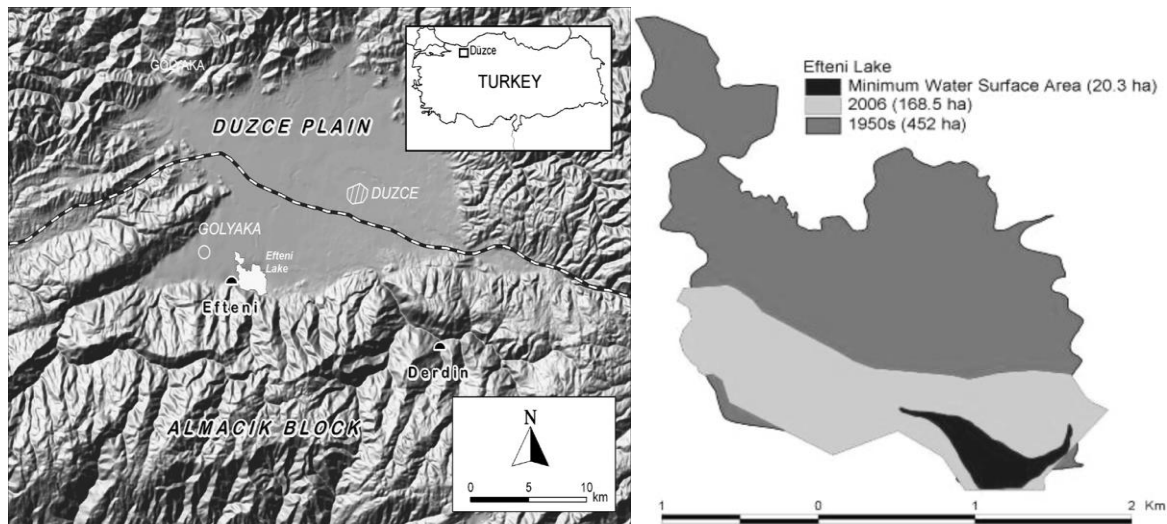 GOLYAKA
Düzce
TURKEY
DUZCE PLAIN
DUZCE
GOLYAKA
Efteni
Lake
Efteni
Derdin
ALMACIK BLOCK
N
0 5 10
km
Efteni Lake
Minimum Water Surface Area (20.3 ha)
2006 (168.5 ha)
1950s (452 ha)
1 0 1 2 Km